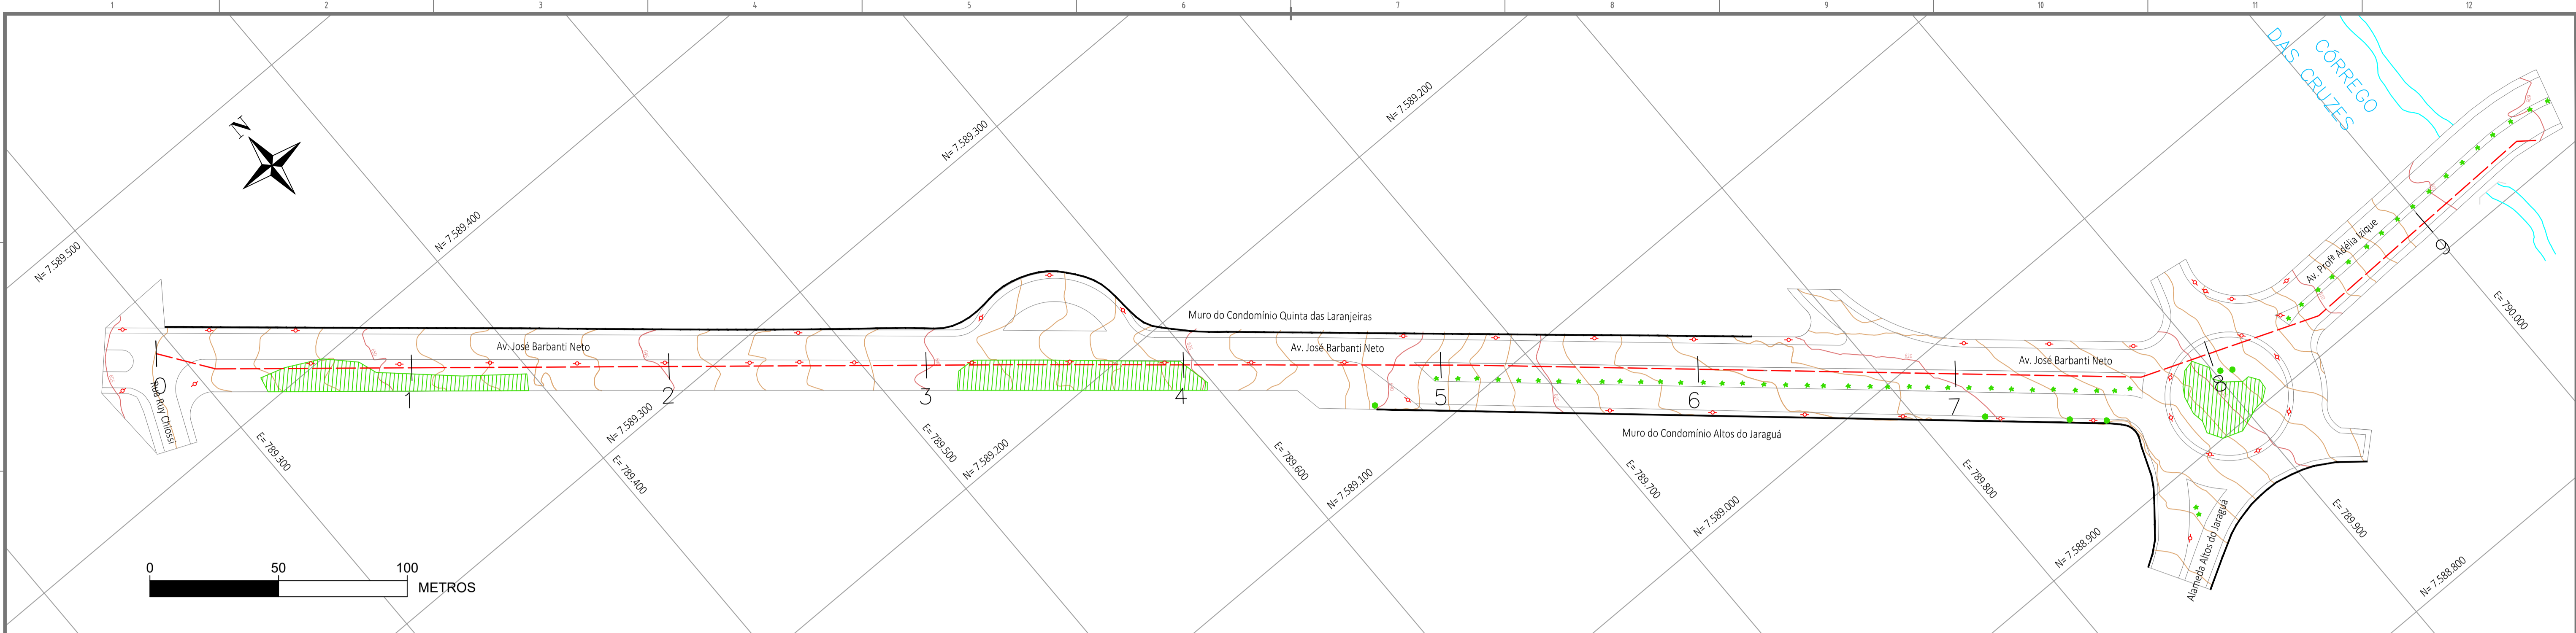 1 2 3 4 5 6 7 8 9 10 11 12
CÓRREGO
DAS CRUZES
N
N= 7.589.500
N= 7.589.400
N= 7.589.300
N= 7.589.200
Muro do Condomínio Quinta das Laranjeiras
Av. José Barbanti Neto
Av. José Barbanti Neto
Av. José Barbanti Neto
Av. Profª Adélia Izique
0
1
2
3
4
5
6
7
8
9
Rua Ruy Chiossi
Muro do Condomínio Altos do Jaraguá
Alameda Altos do Jaraguá
E= 789.300
E= 789.400
E= 789.500
E= 789.600
E= 789.700
E= 789.800
E= 789.900
E= 790.000
N= 7.589.300
N= 7.589.200
N= 7.589.100
N= 7.589.000
N= 7.588.900
N= 7.588.800
0 50 100
METROS